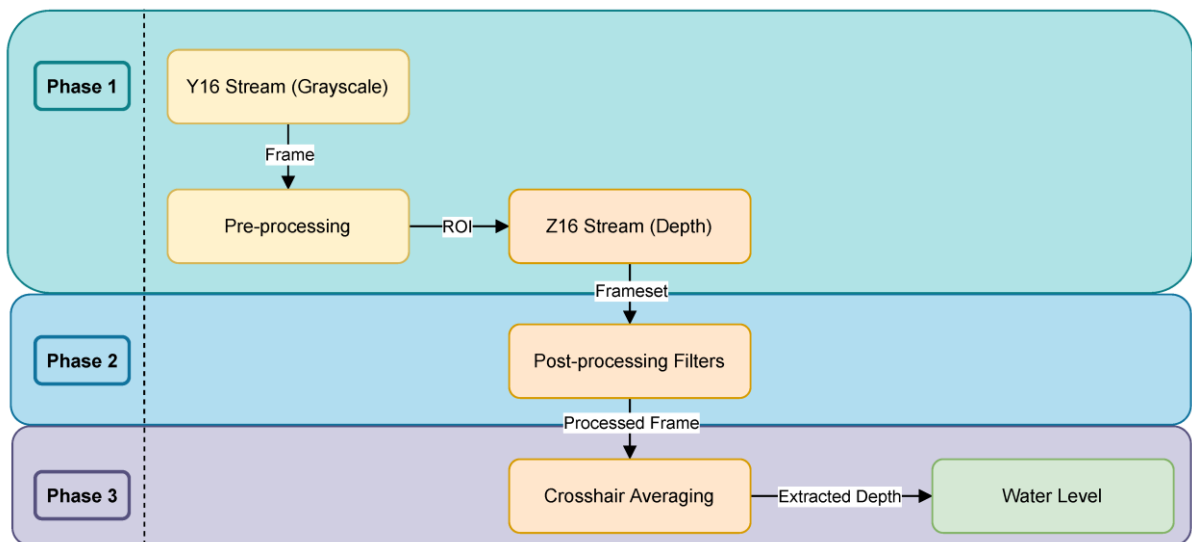 Phase 1
Y16 Stream (Grayscale)
Frame
Pre-processing
ROI
Z16 Stream (Depth)
Frameset
Phase 2
Post-processing Filters
Processed Frame
Phase 3
Crosshair Averaging
Extracted Depth
Water Level